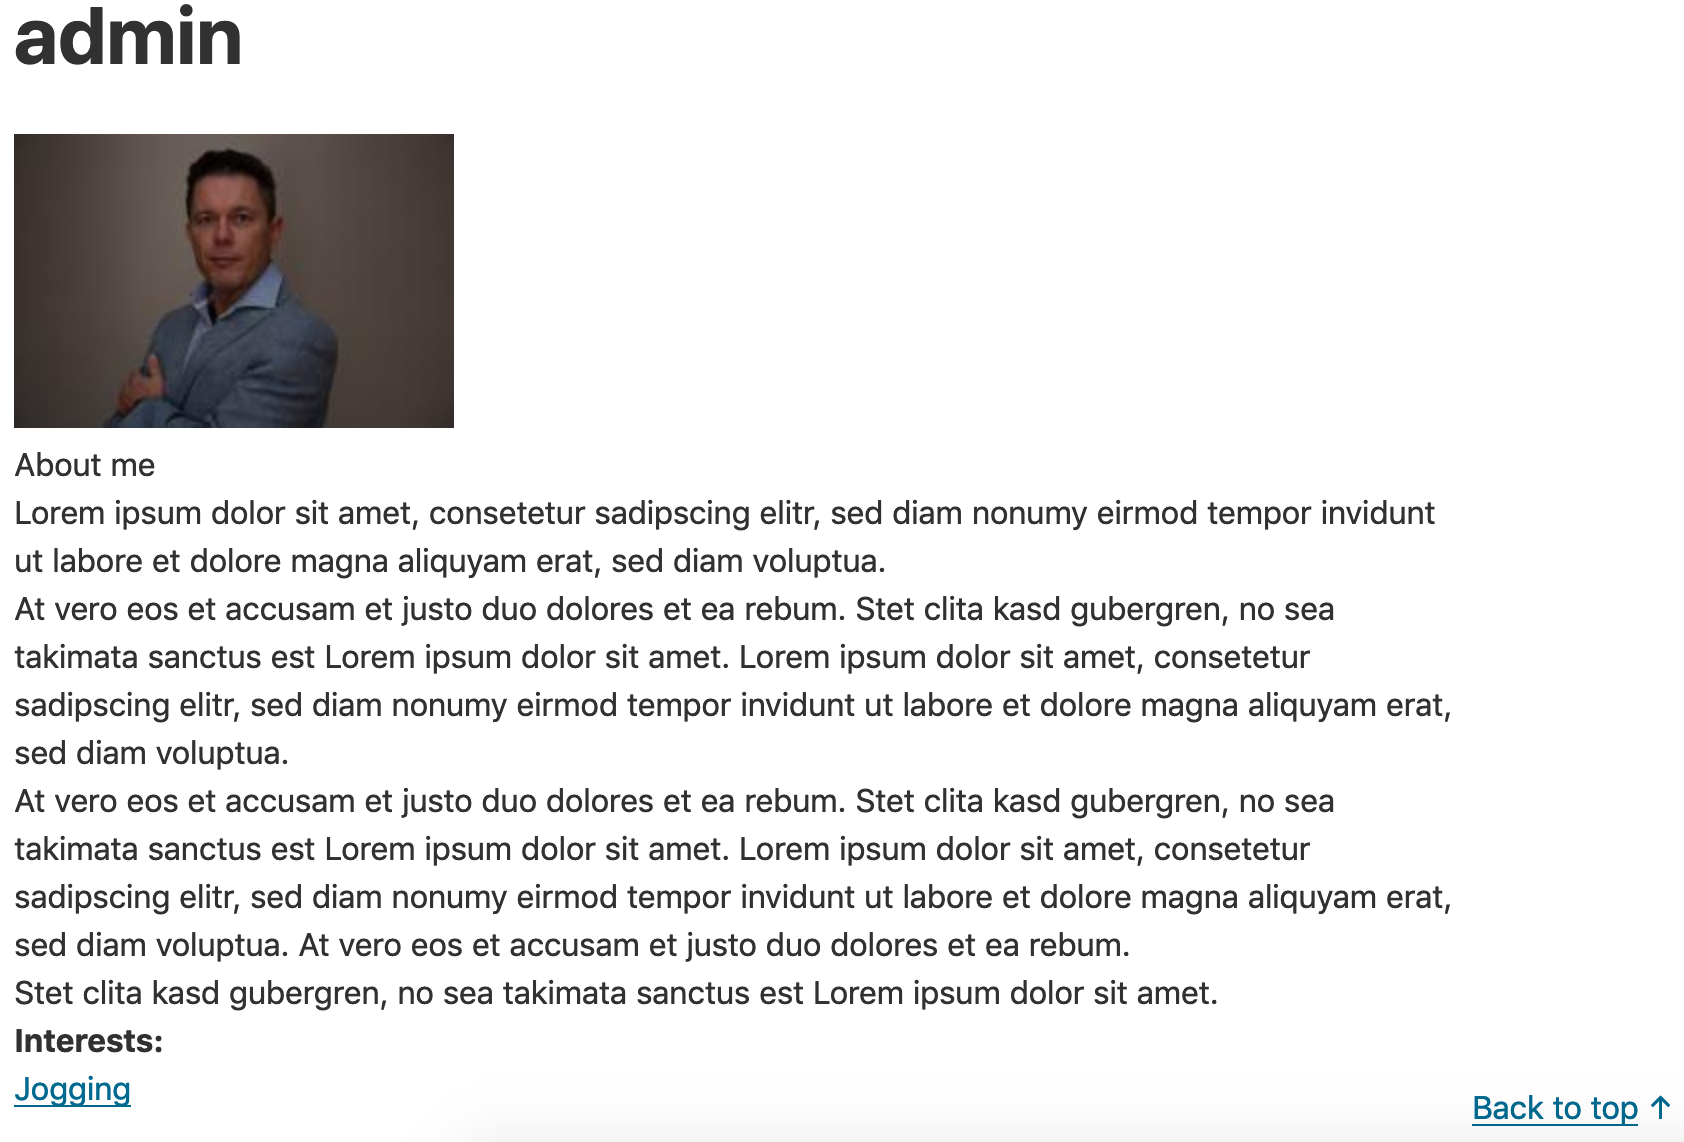 admin
About me
Lorem ipsum dolor sit amet, consetetur sadipscing elitr, sed diam nonumy eirmod tempor invidunt
ut labore et dolore magna aliquyam erat, sed diam voluptua.
At vero eos et accusam et justo duo dolores et ea rebum. Stet clita kasd gubergren, no sea
takimata sanctus est Lorem ipsum dolor sit amet. Lorem ipsum dolor sit amet, consetetur
sadipscing elitr, sed diam nonumy eirmod tempor invidunt ut labore et dolore magna aliquyam erat,
sed diam voluptua.
At vero eos et accusam et justo duo dolores et ea rebum. Stet clita kasd gubergren, no sea
takimata sanctus est Lorem ipsum dolor sit amet. Lorem ipsum dolor sit amet, consetetur
sadipscing elitr, sed diam nonumy eirmod tempor invidunt ut labore et dolore magna aliquyam erat,
sed diam voluptua. At vero eos et accusam et justo duo dolores et ea rebum.
Stet clita kasd gubergren, no sea takimata sanctus est Lorem ipsum dolor sit amet.
Interests:
Jogging
Back to top ↑